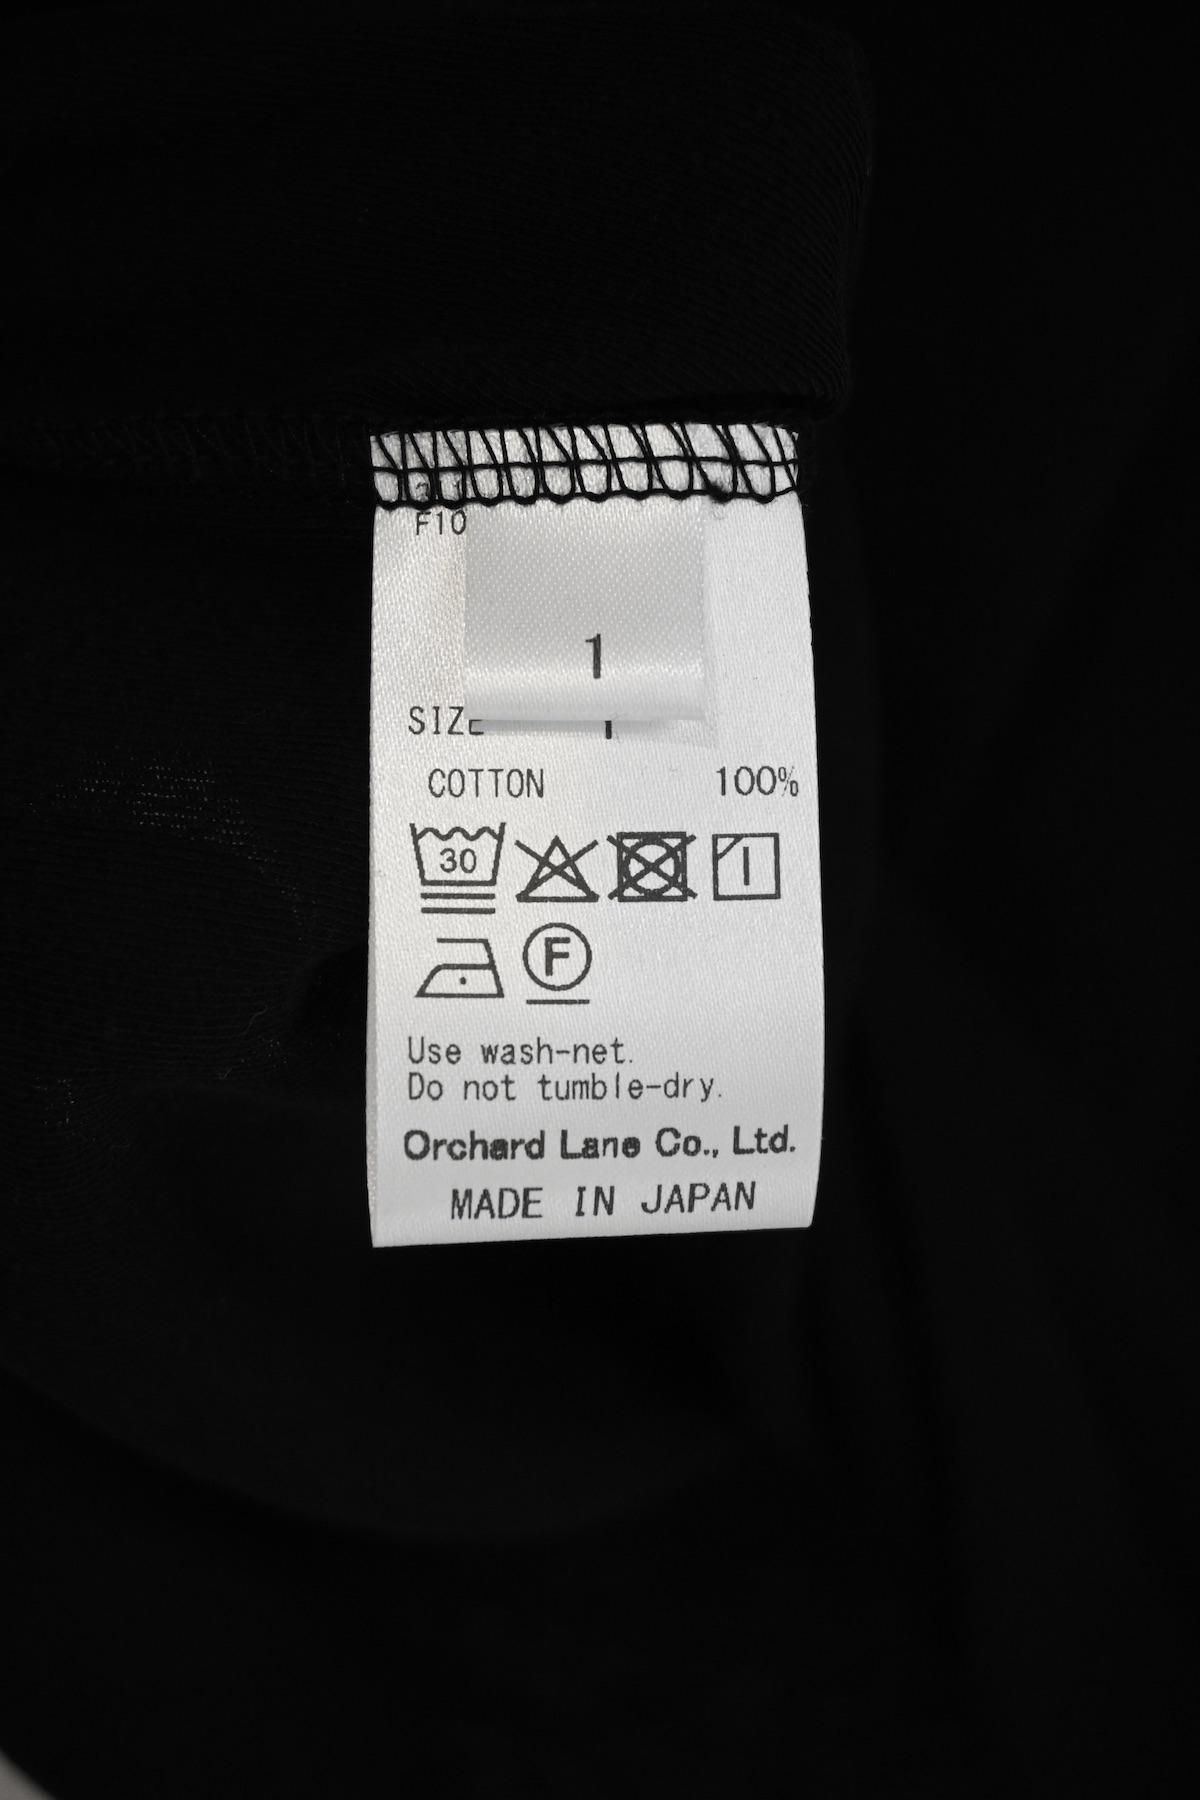 F10
1
SIZE 1
COTTON 100%
30
F
Use wash-net.
Do not tumble-dry.
Orchard Lane Co., Ltd.
MADE IN JAPAN